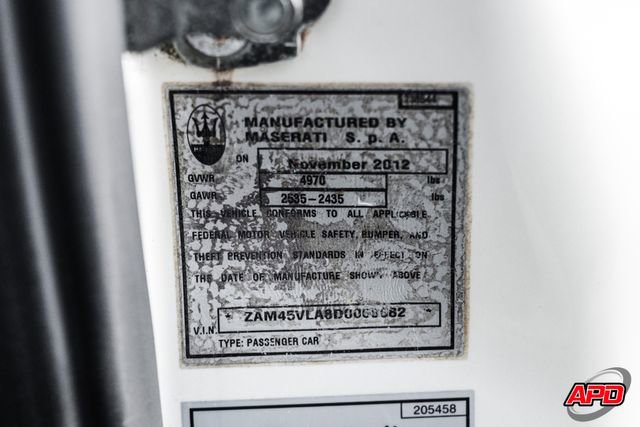 MANUFACTURED BY
MASERATI S. p. A.
ON November 2012
GVWR 4970 lbs
GAWR 2535-2435 lbs
THIS VEHICLE CONFORMS TO ALL APPLICABLE
FEDERAL MOTOR VEHICLE SAFETY, BUMPER, AND
THEFT PREVENTION STANDARDS IN EFFECT ON
THE DATE OF MANUFACTURE SHOWN ABOVE
V.I.N.
TYPE: PASSENGER CAR
205458
APD